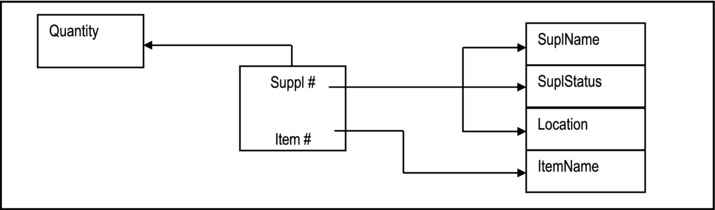 Quantity
Suppl #
Item #
SuplName
SuplStatus
Location
ItemName